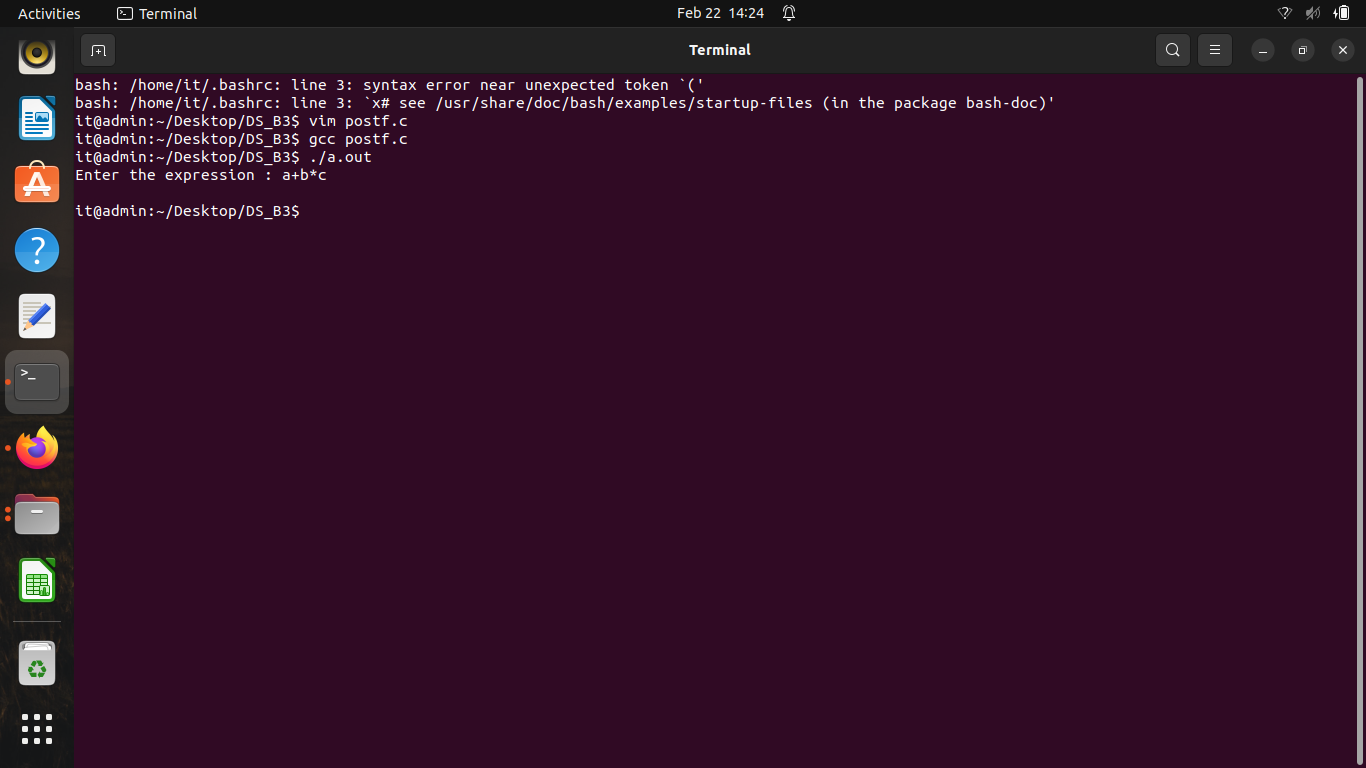 Activities Terminal Feb 22 14:24
Terminal
bash: /home/it/.bashrc: line 3: syntax error near unexpected token `('
bash: /home/it/.bashrc: line 3: `x# see /usr/share/doc/bash/examples/startup-files (in the package bash-doc)'
it@admin:~/Desktop/DS_B3$ vim postf.c
it@admin:~/Desktop/DS_B3$ gcc postf.c
it@admin:~/Desktop/DS_B3$ ./a.out
Enter the expression : a+b*c
it@admin:~/Desktop/DS_B3$